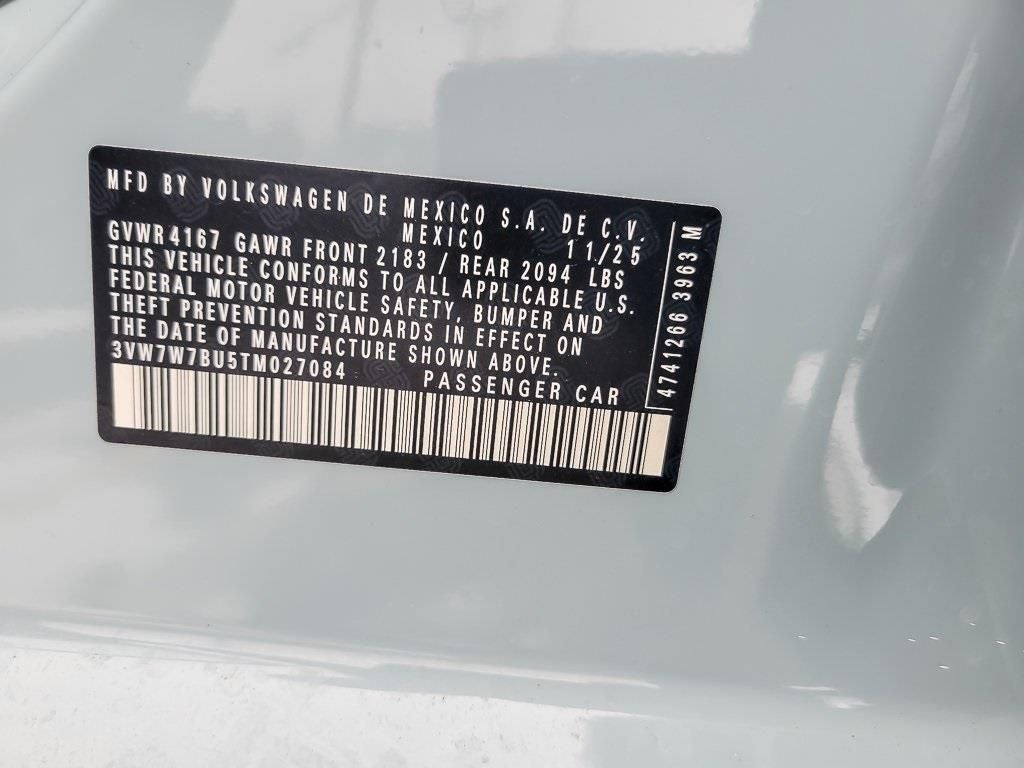 MFD BY VOLKSWAGEN DE MEXICO S.A. DE C.V.
MEXICO 11/25
GVWR 4167 GAWR FRONT 2183 / REAR 2094 LBS
THIS VEHICLE CONFORMS TO ALL APPLICABLE U.S.
FEDERAL MOTOR VEHICLE SAFETY, BUMPER AND
THEFT PREVENTION STANDARDS IN EFFECT ON
THE DATE OF MANUFACTURE SHOWN ABOVE.
3VW7W7BU5TM027084 PASSENGER CAR
4741266 3963 M